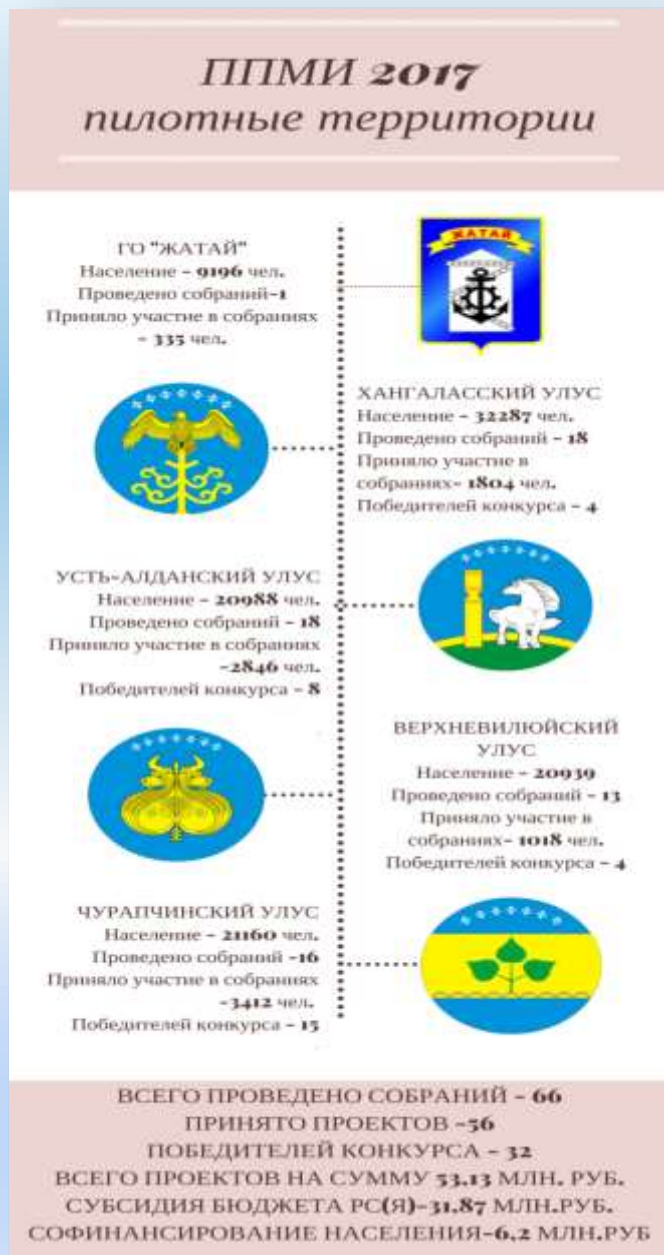 ППМИ 2017
пилотные территории
ЖАТАЙ
ГО "ЖАТАЙ"
Население - 9196 чел.
Проведено собраний-1
Приняло участие в собраниях
- 335 чел.
ХАНГАЛАССКИЙ УЛУС
Население - 32287 чел.
Проведено собраний - 18
Приняло участие в
собраниях- 1804 чел.
Победителей конкурса - 4
УСТЬ-АЛДАНСКИЙ УЛУС
Население - 20988 чел.
Проведено собраний - 18
Приняло участие в собраниях
-2846 чел.
Победителей конкурса - 8
ВЕРХНЕВИЛЮЙСКИЙ
УЛУС
Население - 20939
Проведено собраний - 13
Приняло участие в
собраниях- 1018 чел.
Победителей конкурса - 4
ЧУРАПЧИНСКИЙ УЛУС
Население - 21160 чел.
Проведено собраний -16
Приняло участие в собраниях
-3412 чел.
Победителей конкурса - 15
ВСЕГО ПРОВЕДЕНО СОБРАНИЙ - 66
ПРИНЯТО ПРОЕКТОВ -56
ПОБЕДИТЕЛЕЙ КОНКУРСА - 32
ВСЕГО ПРОЕКТОВ НА СУММУ 53,13 МЛН. РУБ.
СУБСИДИЯ БЮДЖЕТА РС(Я)-31,87 МЛН.РУБ.
СОФИНАНСИРОВАНИЕ НАСЕЛЕНИЯ-6,2 МЛН.РУБ